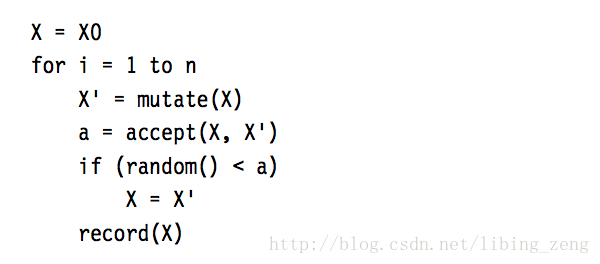 X = X0
for i = 1 to n
    X' = mutate(X)
    a = accept(X, X')
    if (random() < a)
        X = X'
    record(X)
http://blog.csdn.net/libing_zeng